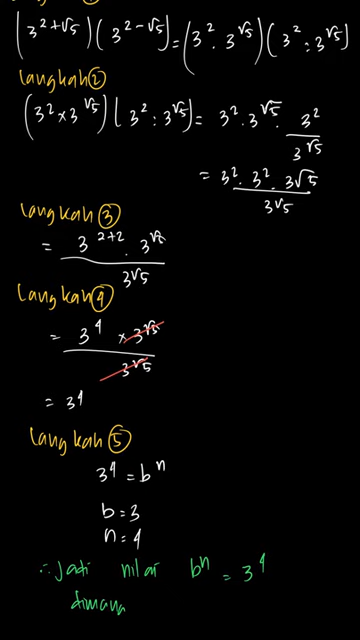 (3^{2+√5})(3^{2-√5}) = (3^2 · 3^{√5})(3^2 : 3^{√5})
langkah ②
(3^2 × 3^{√5})(3^2 : 3^{√5}) = 3^2 · 3^{√5} · 3^2 / 3^{√5}
= 3^2 · 3^2 · 3√5 / 3√5
langkah ③
= 3^{2+2} · 3^{√5} / 3√5
langkah ④
= 3^4 × 3^{√5} / 3^{√5}
= 3^4
langkah ⑤
3^4 = b^n
b = 3
n = 4
∴ Jadi nilai b^n = 3^4
dimana